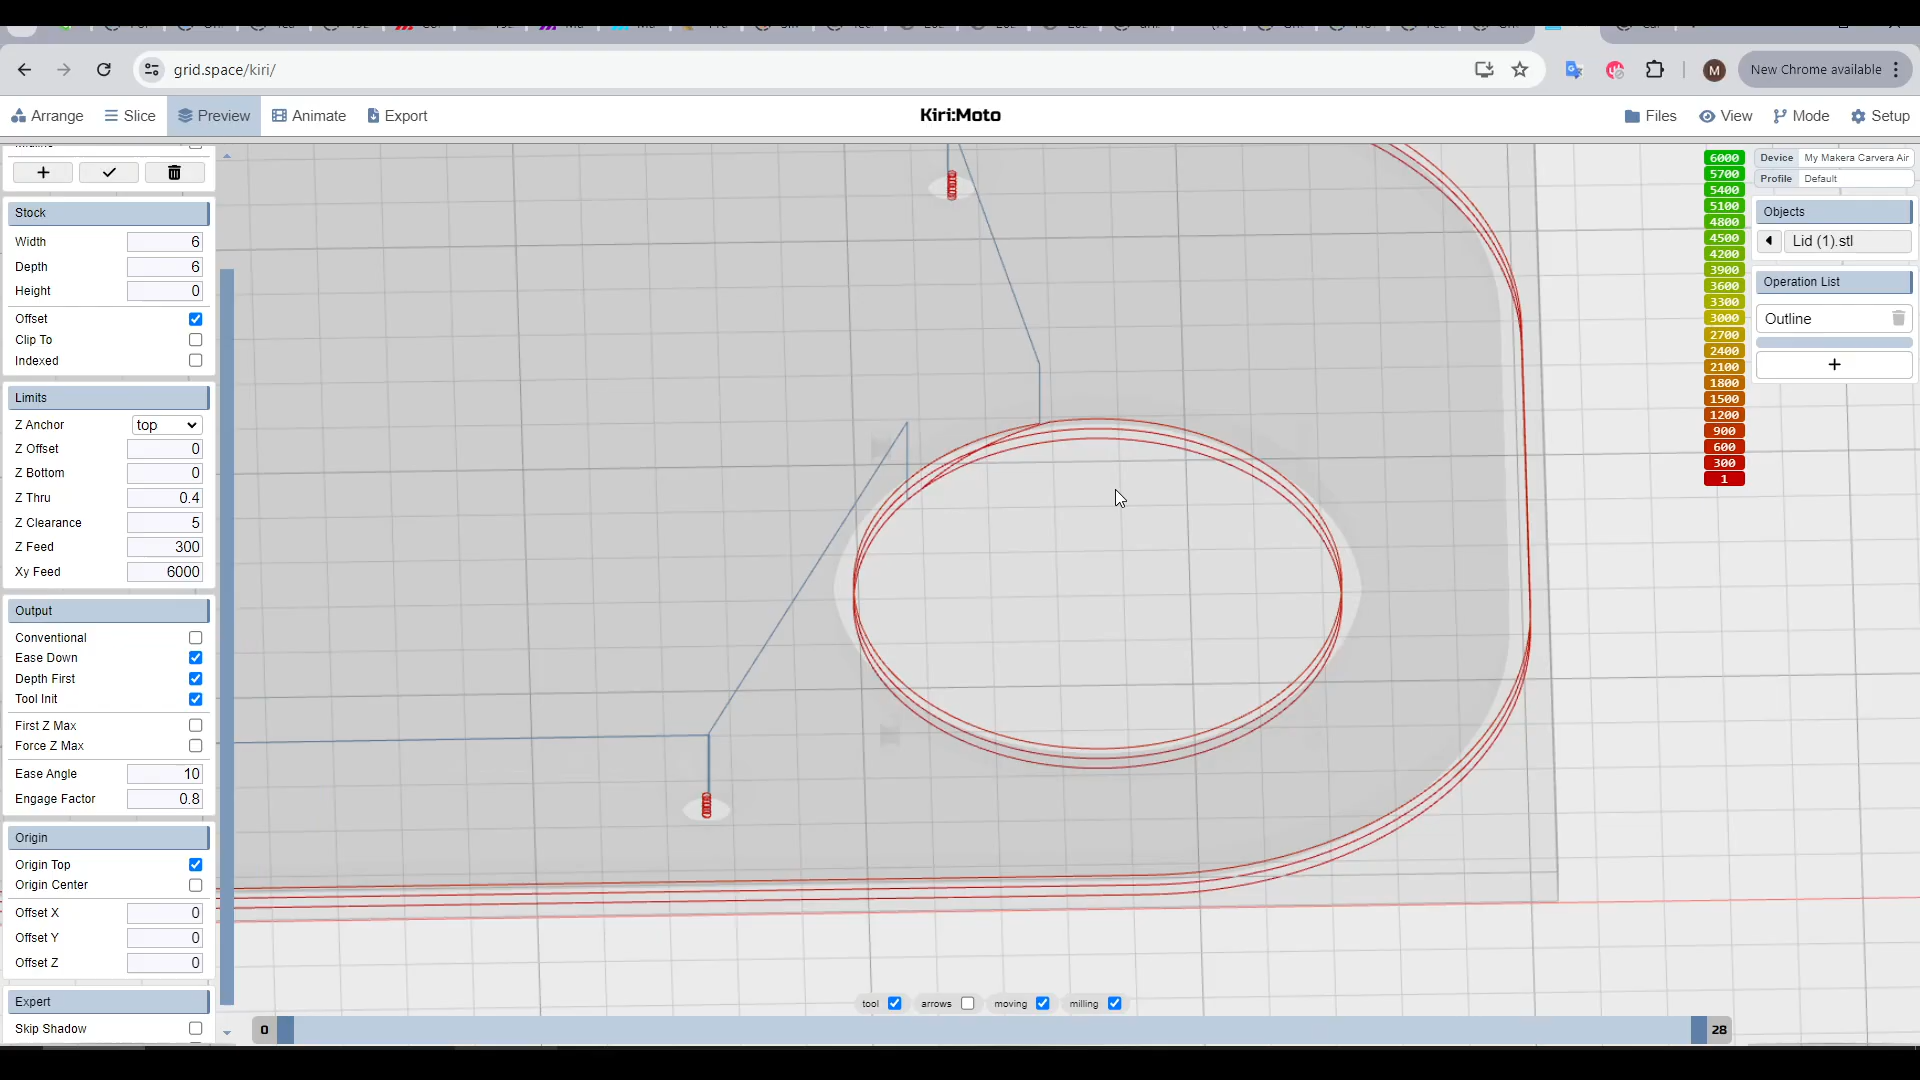 grid.space/kiri/
M
New Chrome available
Arrange
Slice
Preview
Animate
Export
Kiri:Moto
Files
View
Mode
Setup
Stock
Width 6
Depth 6
Height 0
Offset
Clip To
Indexed
Limits
Z Anchor top
Z Offset 0
Z Bottom 0
Z Thru 0.4
Z Clearance 5
Z Feed 300
Xy Feed 6000
Output
Conventional
Ease Down
Depth First
Tool Init
First Z Max
Force Z Max
Ease Angle 10
Engage Factor 0.8
Origin
Origin Top
Origin Center
Offset X 0
Offset Y 0
Offset Z 0
Expert
Skip Shadow
6000
5700
5400
5100
4800
4500
4200
3900
3600
3300
3000
2700
2400
2100
1800
1500
1200
900
600
300
1
Device My Makera Carvera Air
Profile Default
Objects
Lid (1).stl
Operation List
Outline
+
tool
arrows
moving
milling
0
28